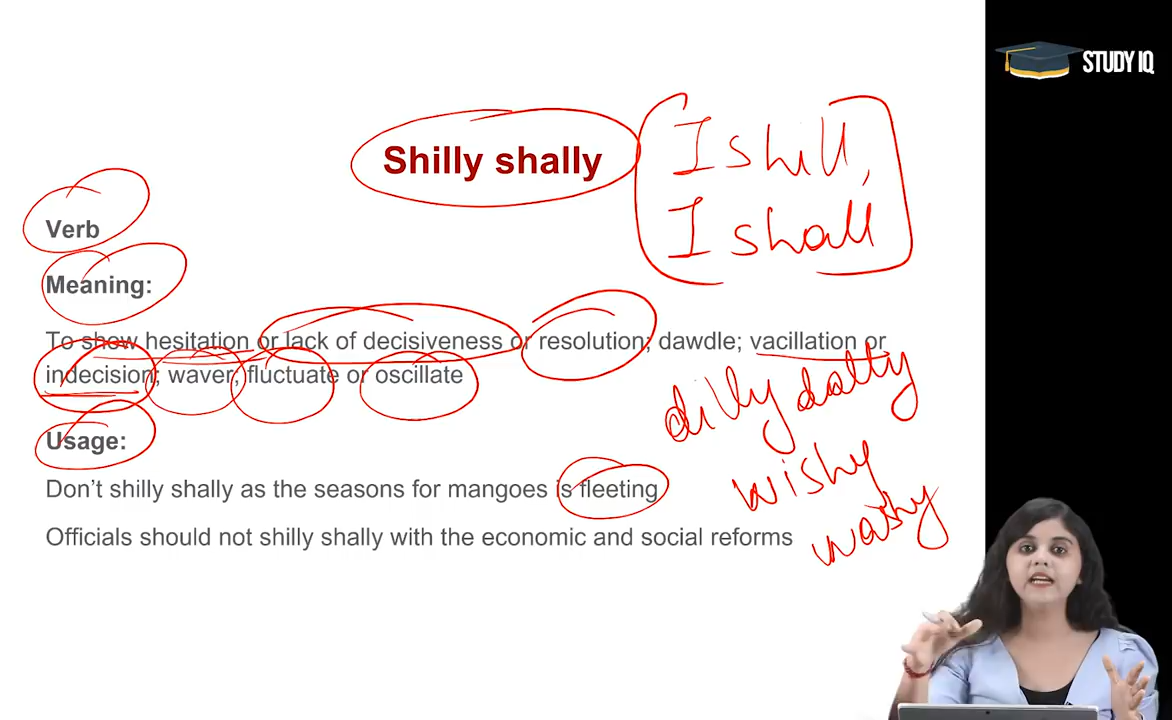 STUDY IQ
Shilly shally
I shill,
I shall
Verb
Meaning:
To show hesitation or lack of decisiveness or resolution; dawdle; vacillation or
indecision; waver; fluctuate or oscillate
dilly dally
Usage:
wishy
washy
Don't shilly shally as the seasons for mangoes is fleeting
Officials should not shilly shally with the economic and social reforms